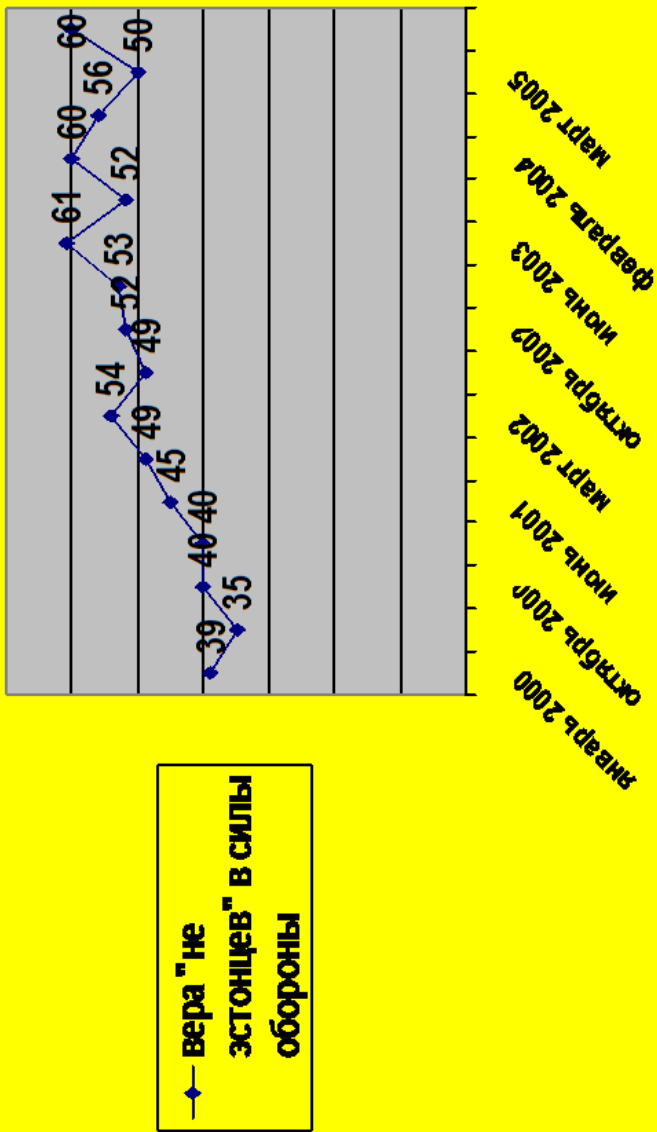 вера "не
эстонцев" в силы
обороны
39
35
40
40
45
49
54
49
52
53
61
52
60
56
50
60
январь 2000
октябрь 2000
июнь 2001
март 2002
октябрь 2002
июнь 2003
февраль 2004
март 2005